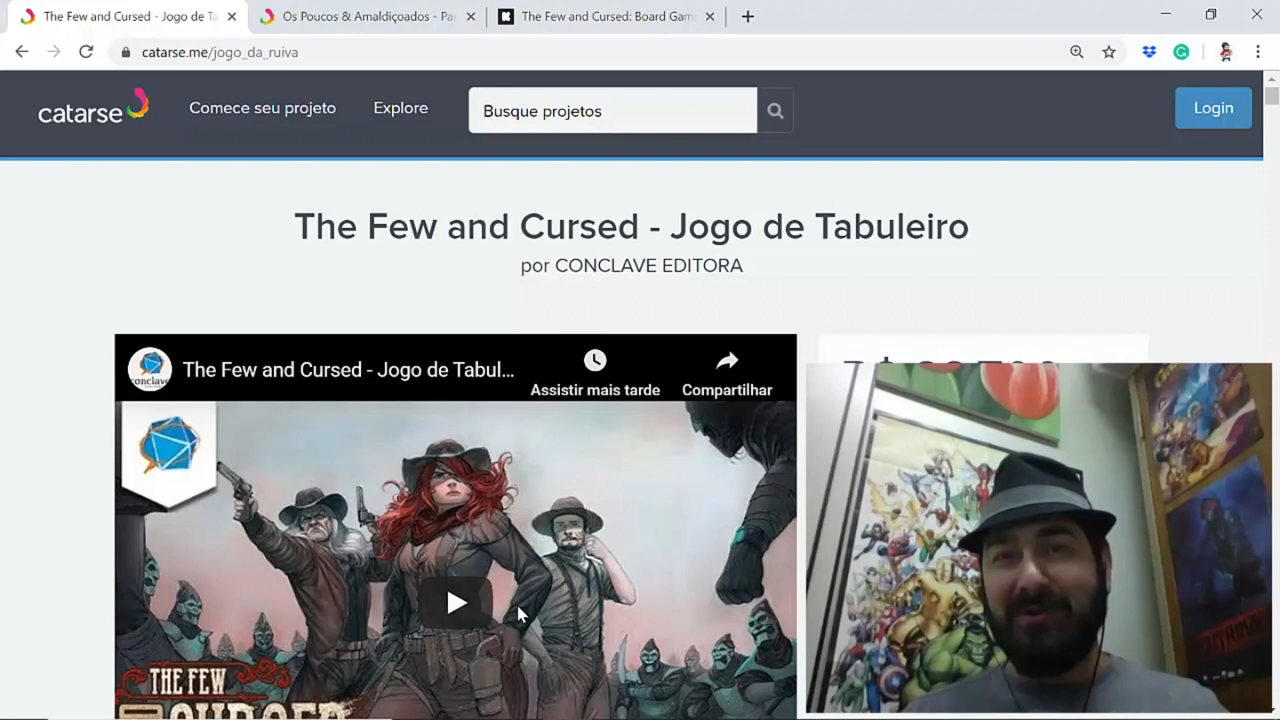 The Few and Cursed - Jogo de Ta
Os Poucos & Amaldiçoados - Pa
The Few and Cursed: Board Gam
catarse.me/jogo_da_ruiva
catarse
Comece seu projeto
Explore
Busque projetos
Login
The Few and Cursed - Jogo de Tabuleiro
por CONCLAVE EDITORA
conclave
The Few and Cursed - Jogo de Tabul...
Assistir mais tarde
Compartilhar
R$
THE FEW
CURSED